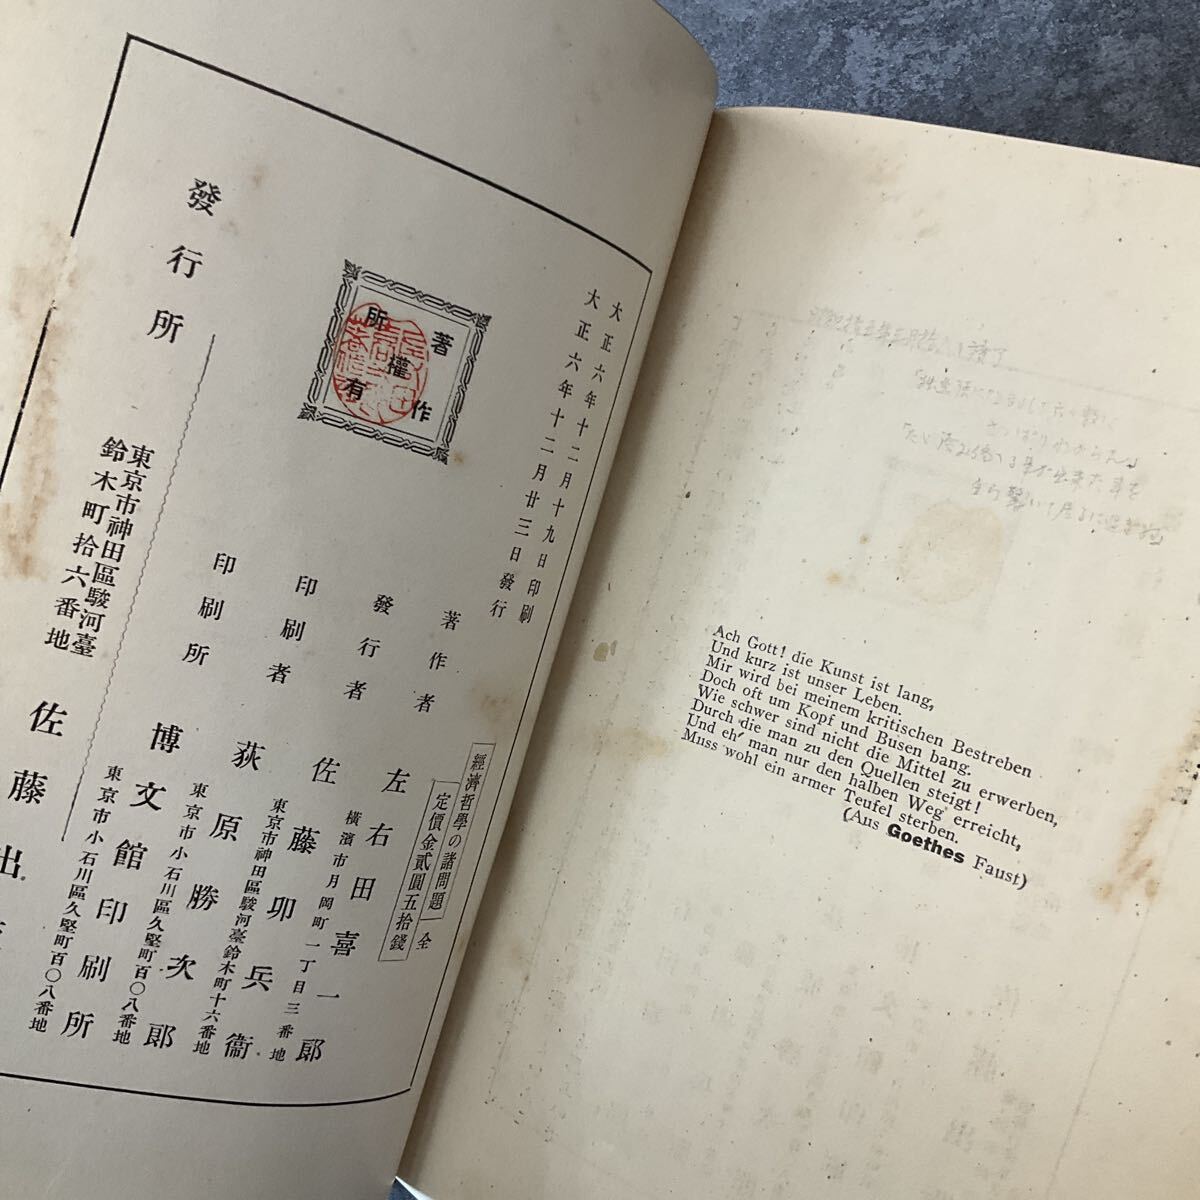 大正六年十二月十九日印刷
大正六年十二月廿三日發行
著作權所有
經濟哲學の諸問題 全
定價金貳圓五拾錢
著作者 左右田喜一郎
橫濱市月岡町一丁目三番地
發行者 佐藤卯兵衞
東京市神田區駿河臺鈴木町十六番地
印刷者 荻原勝次郎
東京市小石川區久堅町百〇八番地
印刷所 博文館印刷所
東京市小石川區久堅町百〇八番地
發行所
東京市神田區駿河臺
鈴木町拾六番地
佐藤出
Ach Gott! die Kunst ist lang,
Und kurz ist unser Leben.
Mir wird bei meinem kritischen Bestreben
Doch oft um Kopf und Busen bang.
Wie schwer sind nicht die Mittel zu erwerben,
Durch die man zu den Quellen steigt!
Und eh' man nur den halben Weg erreicht,
Muss wohl ein armer Teufel sterben.
(Aus Goethes Faust)